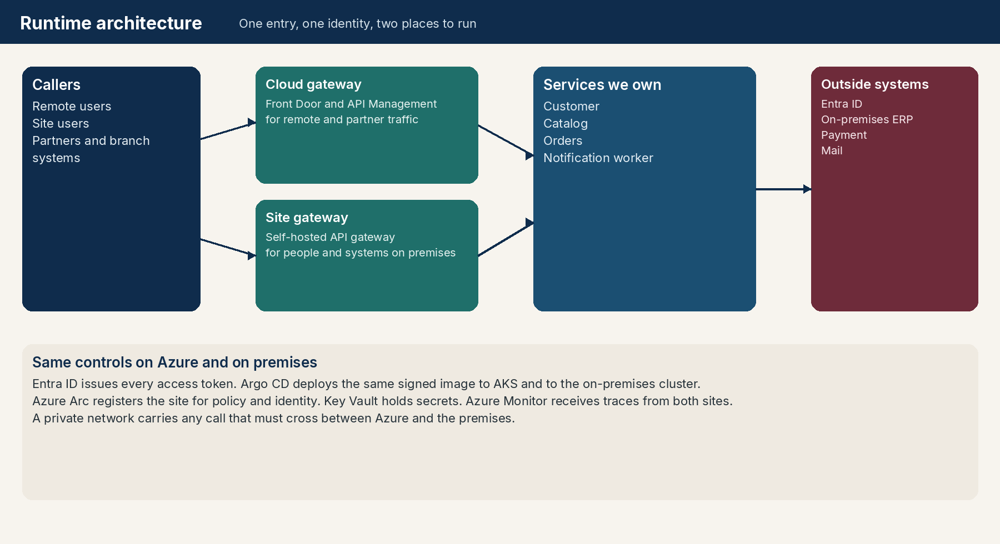 Runtime architecture
One entry, one identity, two places to run
Callers
Remote users
Site users
Partners and branch
systems
Cloud gateway
Front Door and API Management
for remote and partner traffic
Site gateway
Self-hosted API gateway
for people and systems on premises
Services we own
Customer
Catalog
Orders
Notification worker
Outside systems
Entra ID
On-premises ERP
Payment
Mail
Same controls on Azure and on premises
Entra ID issues every access token. Argo CD deploys the same signed image to AKS and to the on-premises cluster.
Azure Arc registers the site for policy and identity. Key Vault holds secrets. Azure Monitor receives traces from both sites.
A private network carries any call that must cross between Azure and the premises.